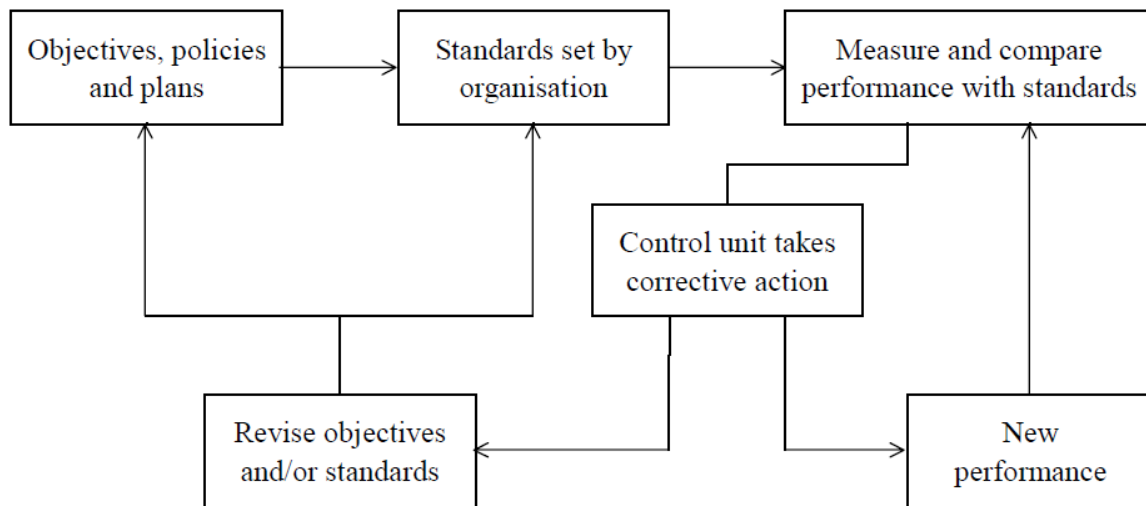 Objectives, policies
and plans
Standards set by
organisation
Measure and compare
performance with standards
Control unit takes
corrective action
Revise objectives
and/or standards
New
performance